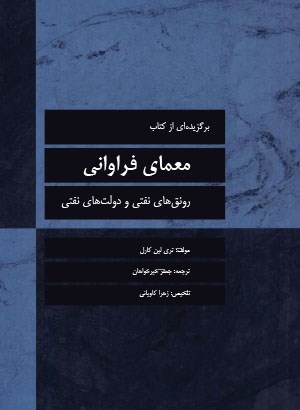 برگزیده‌ای از کتاب
معمای فراوانی
رونق‌های نفتی و دولت‌های نفتی
مولف: تری لین کارل
ترجمه: جعفر خیرخواهان
تلخیص: زهرا کاویانی